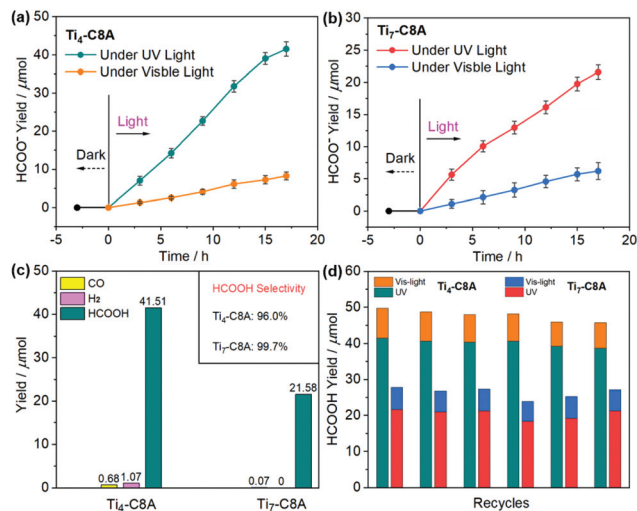 (a)
Ti₄-C8A
Under UV Light
Under Visble Light
Light
Dark
HCOO⁻ Yield / μmol
50
40
30
20
10
0
-5 0 5 10 15 20
Time / h
(b)
Ti₇-C8A
Under UV Light
Under Visble Light
Light
Dark
HCOO⁻ Yield / μmol
30
25
20
15
10
5
0
-5 0 5 10 15 20
Time / h
(c)
CO
H₂
HCOOH
HCOOH Selectivity
Ti₄-C8A: 96.0%
Ti₇-C8A: 99.7%
41.51
21.58
0.68 1.07
0.07 0
Yield / μmol
50
40
30
20
10
0
Ti₄-C8A Ti₇-C8A
(d)
Vis-light Ti₄-C8A Vis-light Ti₇-C8A
UV UV
HCOOH Yield / μmol
60
50
40
30
20
10
0
Recycles